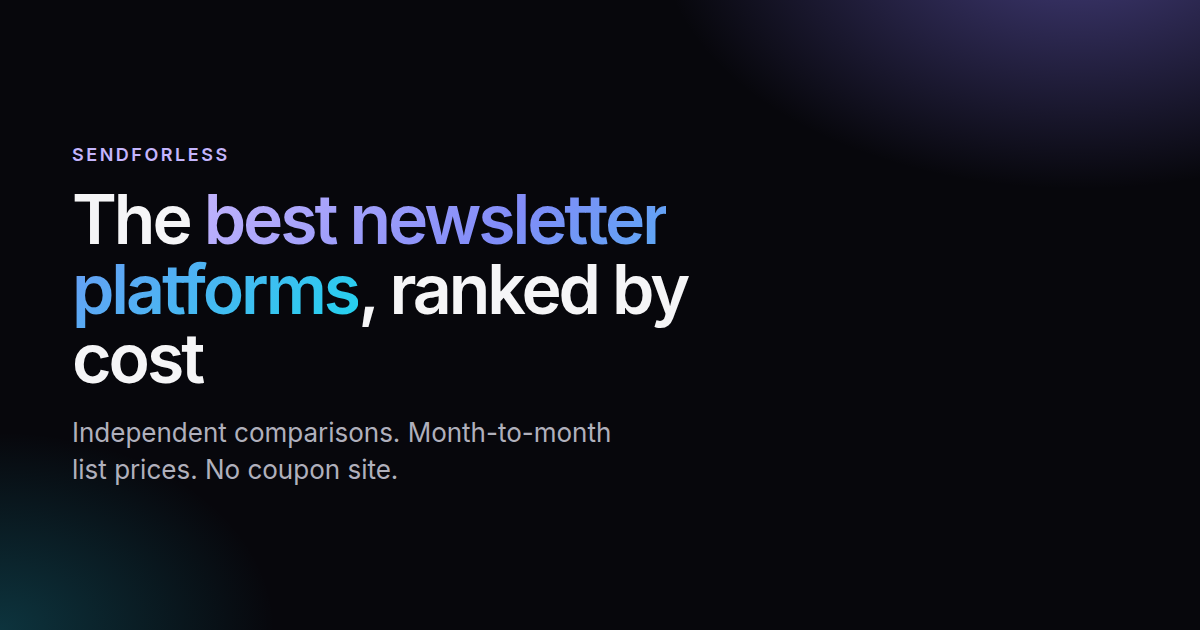 SENDFORLESS
The best newsletter
platforms, ranked by
cost
Independent comparisons. Month-to-month
list prices. No coupon site.